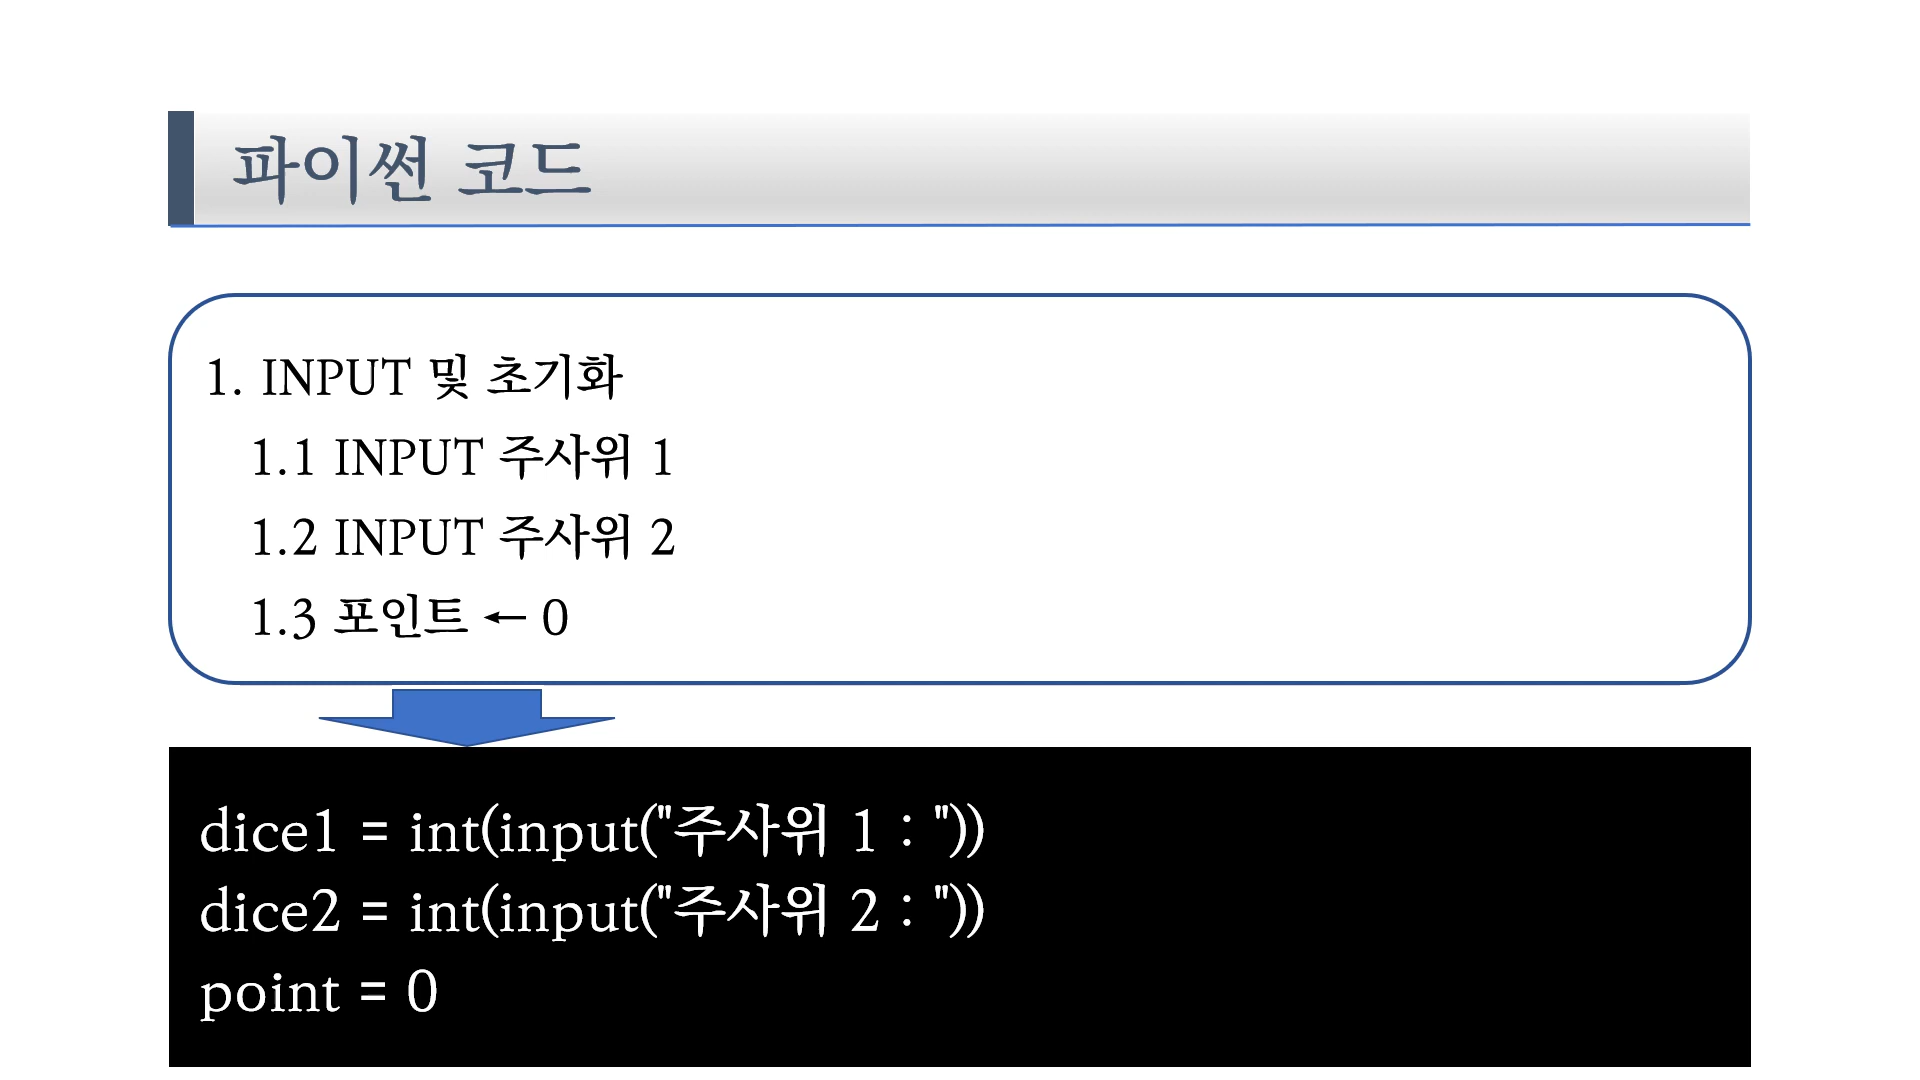 파이썬 코드
1. INPUT 및 초기화
1.1 INPUT 주사위 1
1.2 INPUT 주사위 2
1.3 포인트 ← 0
dice1 = int(input("주사위 1 : "))
dice2 = int(input("주사위 2 : "))
point = 0